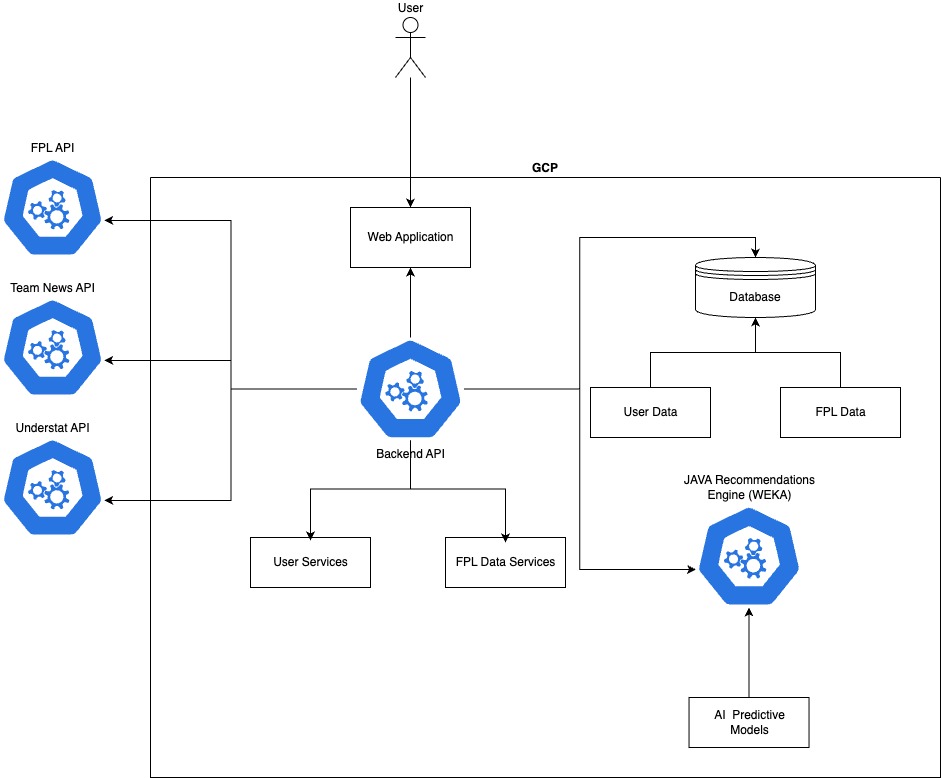 User
FPL API
GCP
Web Application
Team News API
Database
User Data
FPL Data
Understat API
Backend API
JAVA Recommendations
Engine (WEKA)
User Services
FPL Data Services
AI Predictive
Models